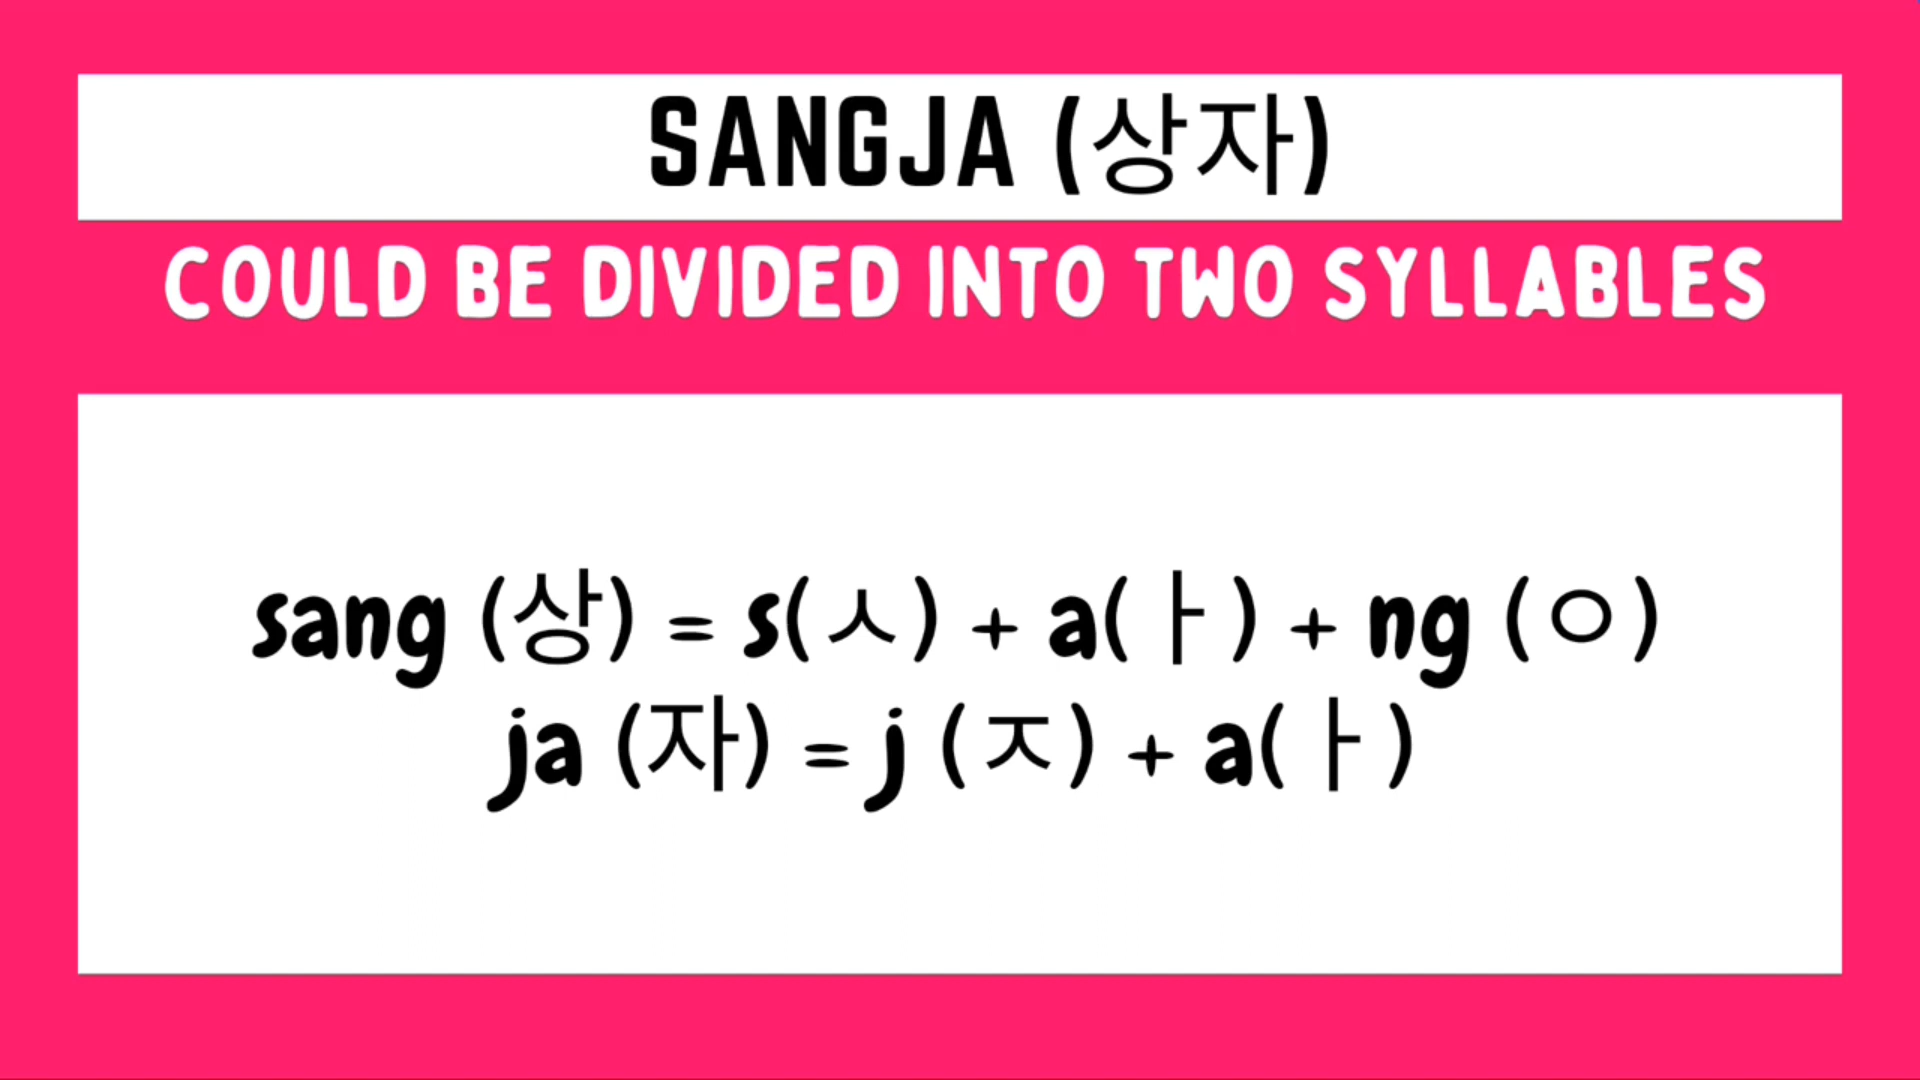 SANGJA (상자)
COULD BE DIVIDED INTO TWO SYLLABLES
sang (상) = s(ㅅ) + a(ㅏ) + ng (ㅇ)
ja (자) = j (ㅈ) + a(ㅏ)